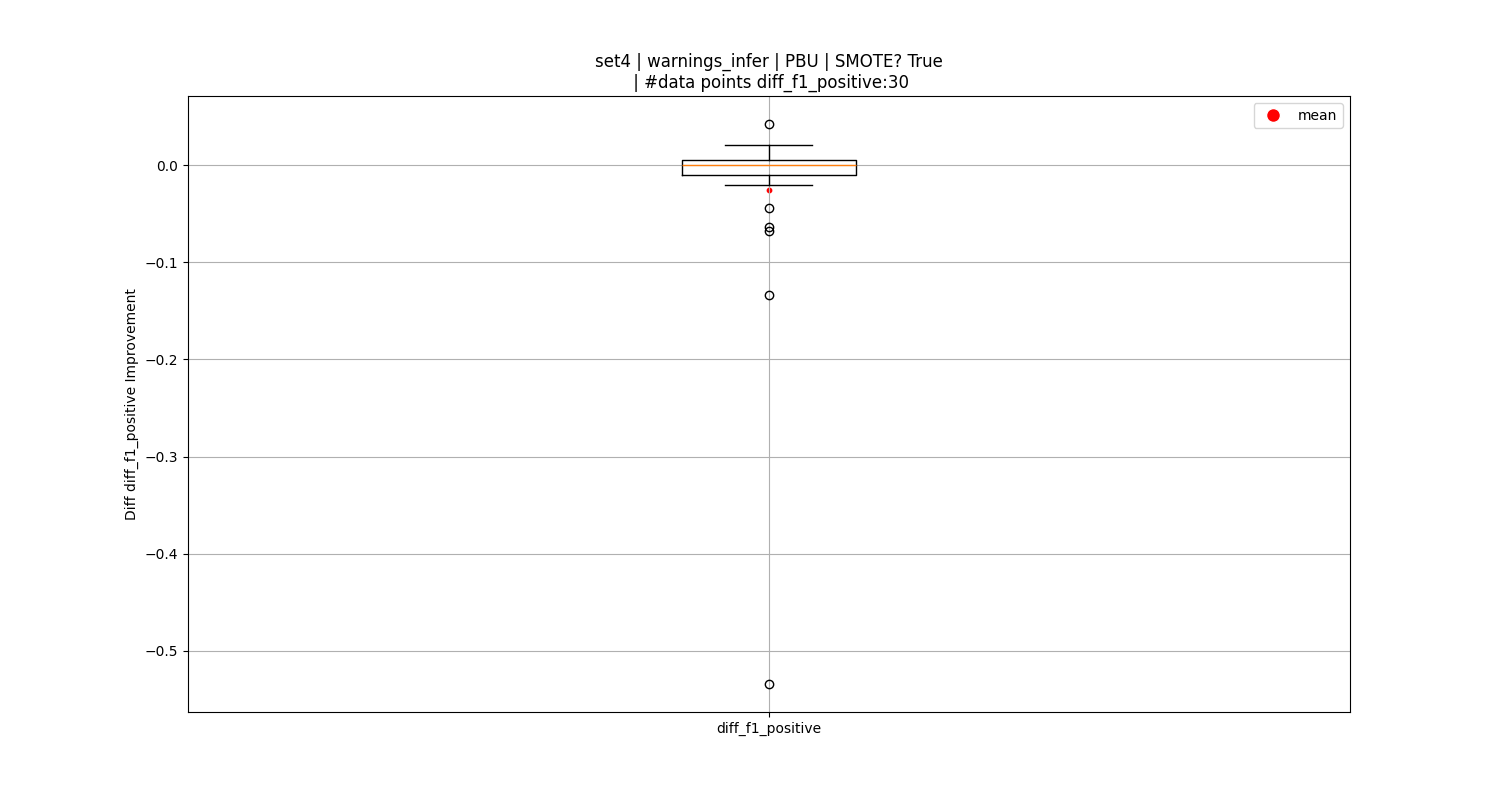 set4 | warnings_infer | PBU | SMOTE? True
| #data points diff_f1_positive:30
mean
0.0
−0.1
−0.2
−0.3
−0.4
−0.5
Diff diff_f1_positive Improvement
diff_f1_positive